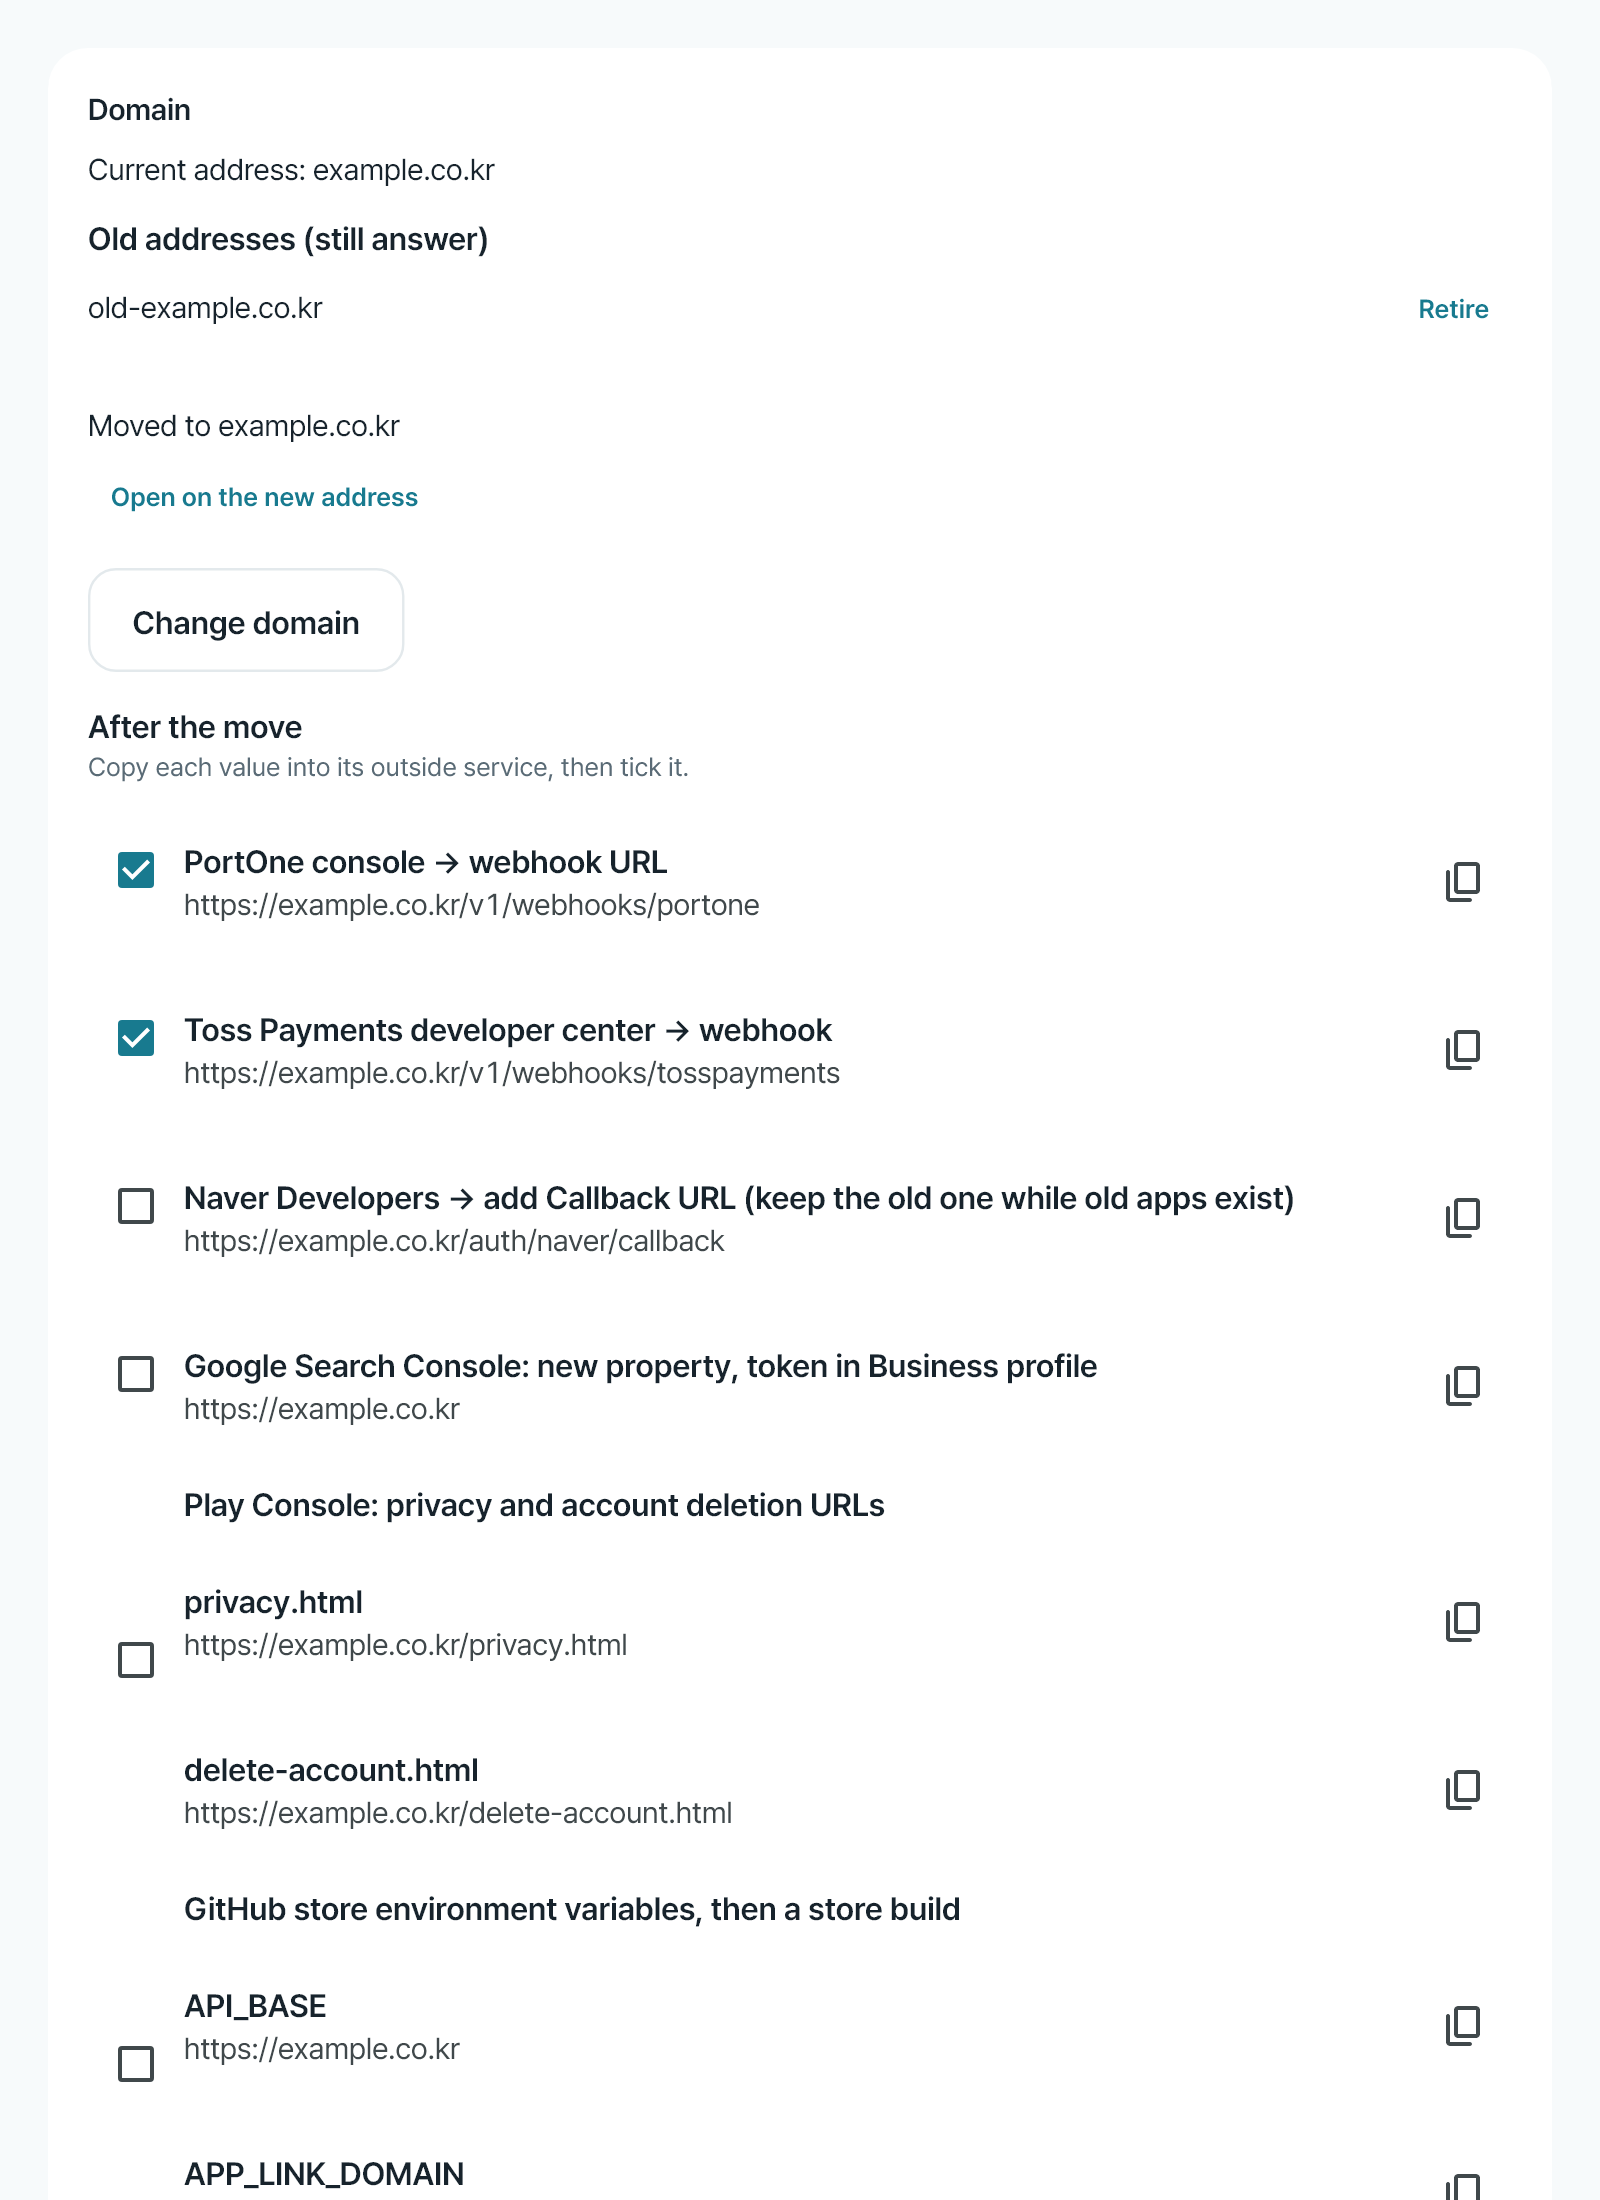 Domain
Current address: example.co.kr
Old addresses (still answer)
old-example.co.kr
Retire
Moved to example.co.kr
Open on the new address
Change domain
After the move
Copy each value into its outside service, then tick it.
PortOne console → webhook URL
https://example.co.kr/v1/webhooks/portone
Toss Payments developer center → webhook
https://example.co.kr/v1/webhooks/tosspayments
Naver Developers → add Callback URL (keep the old one while old apps exist)
https://example.co.kr/auth/naver/callback
Google Search Console: new property, token in Business profile
https://example.co.kr
Play Console: privacy and account deletion URLs
privacy.html
https://example.co.kr/privacy.html
delete-account.html
https://example.co.kr/delete-account.html
GitHub store environment variables, then a store build
API_BASE
https://example.co.kr
APP_LINK_DOMAIN